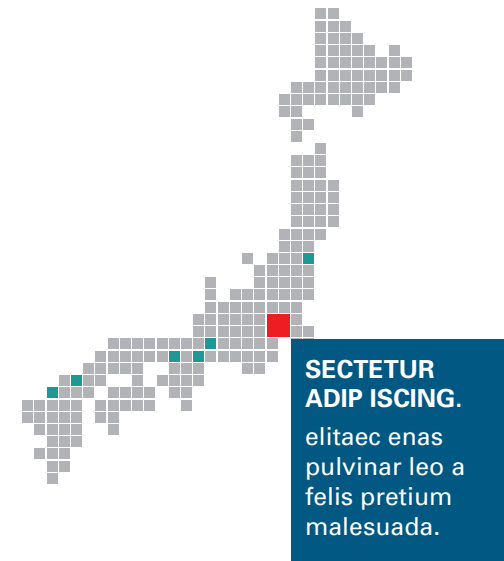 SECTETUR
ADIP ISCING.
elitaec enas
pulvinar leo a
felis pretium
malesuada.